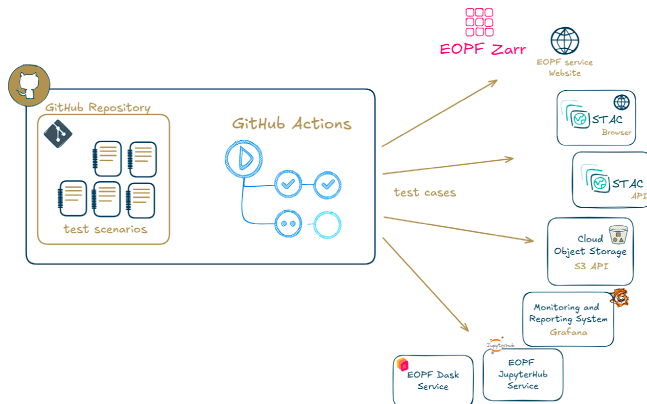 EOPF Zarr
EOPF service
Website
GitHub Repository
GitHub Actions
test scenarios
test cases
STAC
Browser
STAC
API
Cloud
Object Storage
S3 API
Monitoring and
Reporting System
Grafana
JupyterHub
EOPF
JupyterHub
Service
EOPF Dask
Service